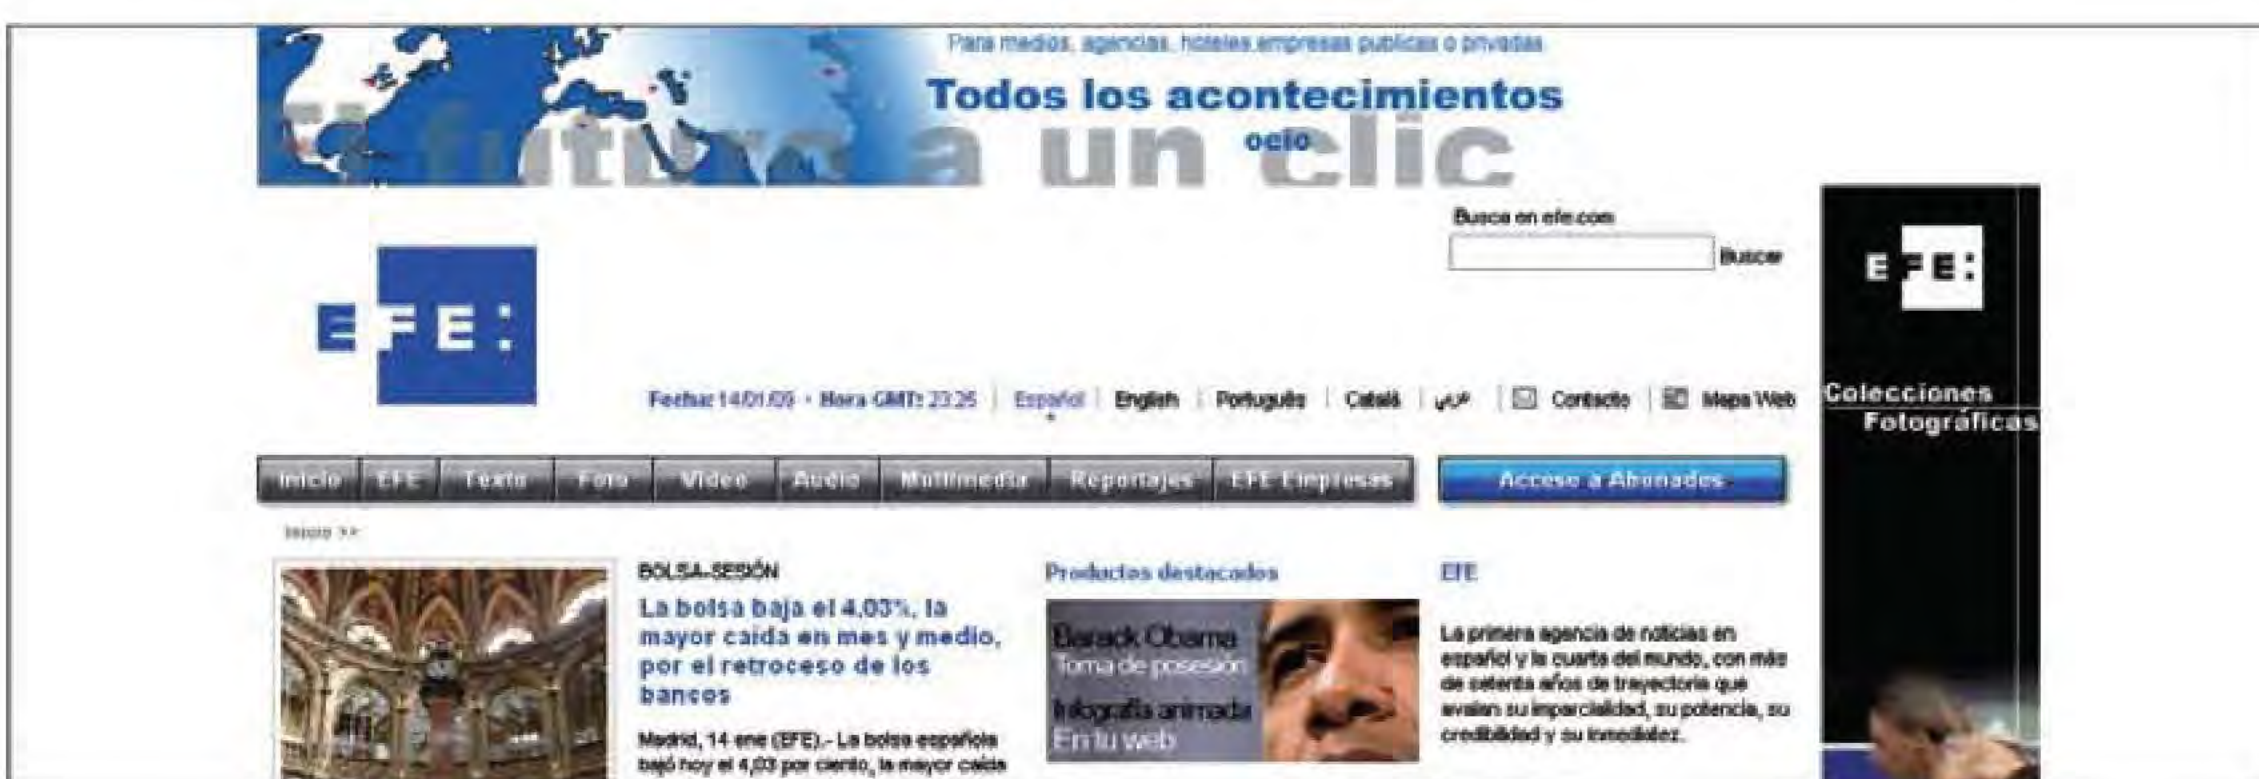 Para medios, agencias, hoteles empresas publicas o privadas
Todos los acontecimientos
ocio
futuro a un clic
Busca en efe.com
Buscar
EFE:
EFE:
Fecha: 14/01/09 · Hora GMT: 23:26 | Español | English | Português | Català | عربي | Contacto | Mapa Web
Colecciones
Fotográficas
Inicio EFE Texto Foto Vídeo Audio Multimedia Reportajes EFE Empresas Acceso a Abonados
Inicio >>
BOLSA-SESIÓN
La bolsa baja el 4,03%, la
mayor caída en mes y medio,
por el retroceso de los
bancos
Madrid, 14 ene (EFE).- La bolsa española
bajó hoy el 4,03 por ciento, la mayor caída
Productos destacados
Barack Obama
Toma de posesión
Infografía animada
En tu web
EFE
La primera agencia de noticias en
español y la cuarta del mundo, con más
de setenta años de trayectoria que
avalan su imparcialidad, su potencia, su
credibilidad y su inmediatez.